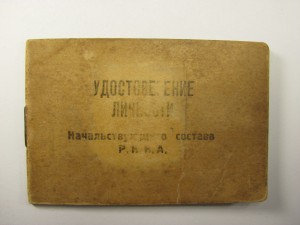 УДОСТОВЕРЕНИЕ
ЛИЧНОСТИ
Начальствующего состава
Р. К. К. А.